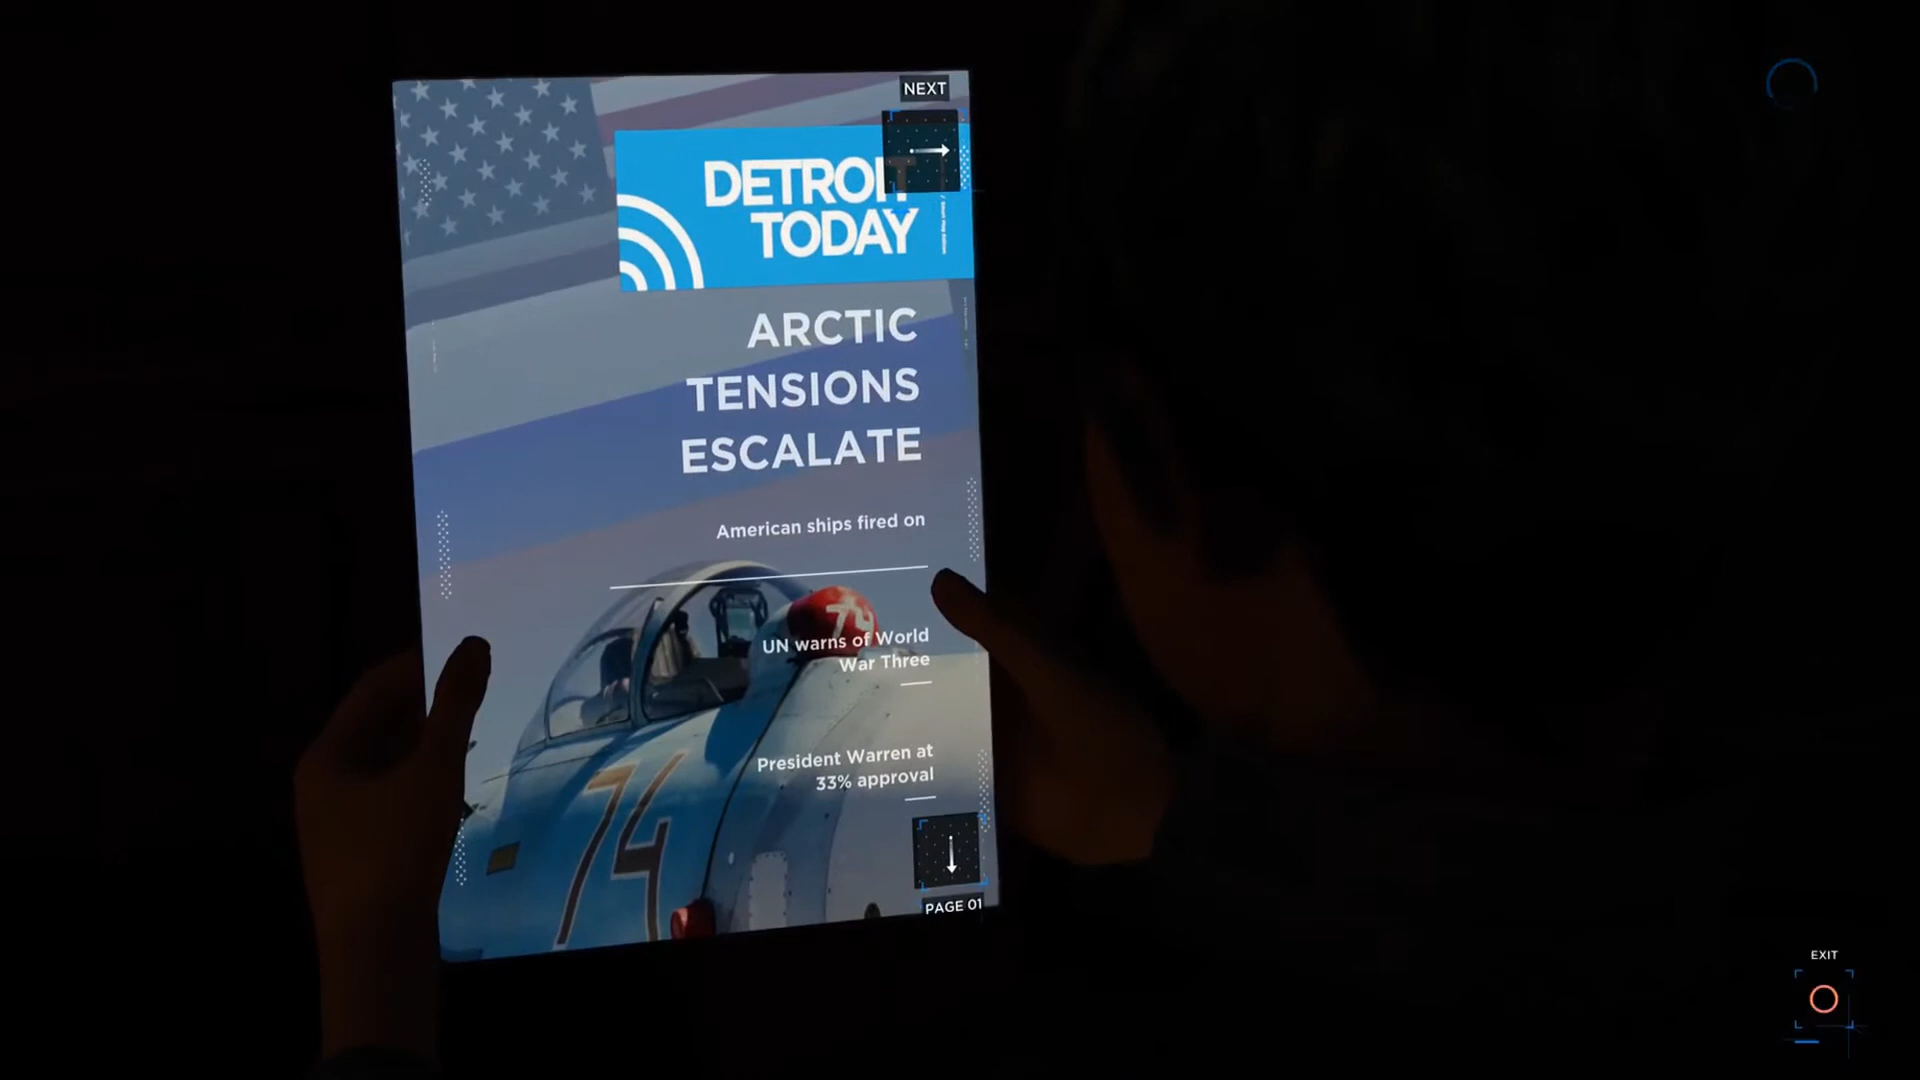 NEXT
DETROIT
TODAY
ARCTIC
TENSIONS
ESCALATE
American ships fired on
74
UN warns of World
War Three
President Warren at
33% approval
74
PAGE 01
EXIT